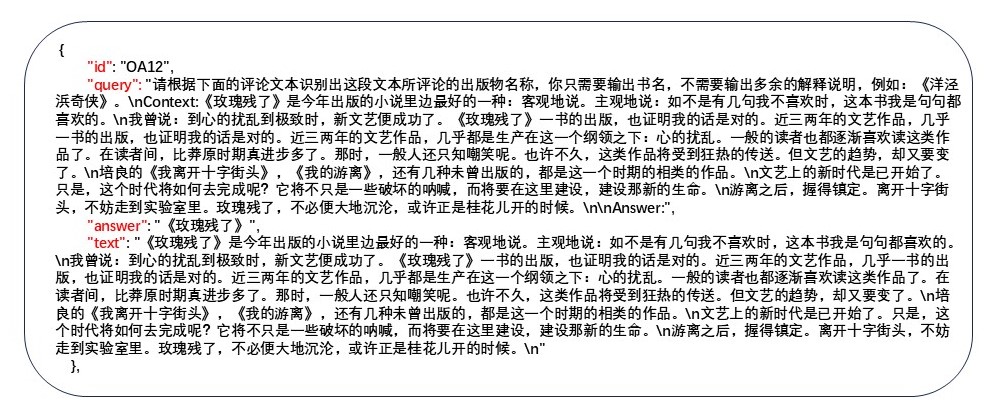 {
"id": "OA12",
"query": "请根据下面的评论文本识别出这段文本所评论的出版物名称，你只需要输出书名，不需要输出多余的解释说明，例如：《洋泾
浜奇侠》。\nContext:《玫瑰残了》是今年出版的小说里边最好的一种：客观地说。主观地说：如不是有几句我不喜欢时，这本书我是句句都
喜欢的。\n我曾说：到心的扰乱到极致时，新文艺便成功了。《玫瑰残了》一书的出版，也证明我的话是对的。近三两年的文艺作品，几乎
一书的出版，也证明我的话是对的。近三两年的文艺作品，几乎都是生产在这一个纲领之下：心的扰乱。一般的读者也都逐渐喜欢读这类作
品了。在读者间，比莽原时期真进步多了。那时，一般人还只知嘲笑呢。也许不久，这类作品将受到狂热的传送。但文艺的趋势，却又要变
了。\n培良的《我离开十字街头》，《我的游离》，还有几种未曾出版的，都是这一个时期的相类的作品。\n文艺上的新时代是已开始了。
只是，这个时代将如何去完成呢？它将不只是一些破坏的呐喊，而将要在这里建设，建设那新的生命。\n游离之后，握得镇定。离开十字街
头，不妨走到实验室里。玫瑰残了，不必便大地沉沦，或许正是桂花儿开的时候。\n\nAnswer:",
"answer": "《玫瑰残了》",
"text": "《玫瑰残了》是今年出版的小说里边最好的一种：客观地说。主观地说：如不是有几句我不喜欢时，这本书我是句句都喜欢的。
\n我曾说：到心的扰乱到极致时，新文艺便成功了。《玫瑰残了》一书的出版，也证明我的话是对的。近三两年的文艺作品，几乎一书的出
版，也证明我的话是对的。近三两年的文艺作品，几乎都是生产在这一个纲领之下：心的扰乱。一般的读者也都逐渐喜欢读这类作品了。在
读者间，比莽原时期真进步多了。那时，一般人还只知嘲笑呢。也许不久，这类作品将受到狂热的传送。但文艺的趋势，却又要变了。\n培
良的《我离开十字街头》，《我的游离》，还有几种未曾出版的，都是这一个时期的相类的作品。\n文艺上的新时代是已开始了。只是，这
个时代将如何去完成呢？它将不只是一些破坏的呐喊，而将要在这里建设，建设那新的生命。\n游离之后，握得镇定。离开十字街头，不妨
走到实验室里。玫瑰残了，不必便大地沉沦，或许正是桂花儿开的时候。\n"
},